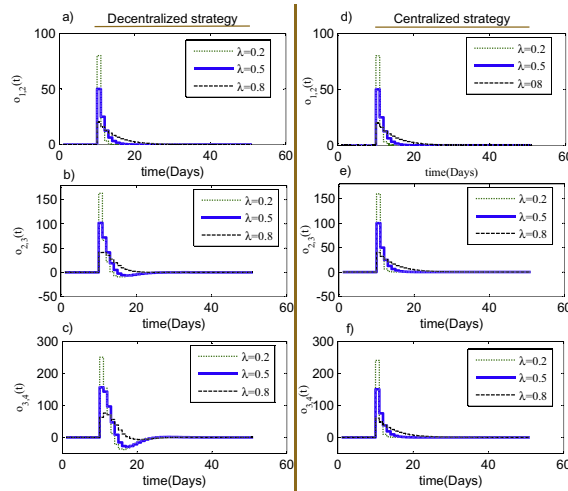 Decentralized strategy
a)
100
50
0
0
20
40
60
o1,2(t)
time(Days)
λ=0.2
λ=0.5
λ=0.8
b)
150
100
50
0
-50
0
20
40
60
o2,3(t)
time(Days)
λ=0.2
λ=0.5
λ=0.8
c)
300
200
100
0
0
20
40
60
o3,4(t)
time(Days)
λ=0.2
λ=0.5
λ=0.8
Centralized strategy
d)
100
50
0
0
20
40
60
o1,2(t)
time(Days)
λ=0.2
λ=0.5
λ=08
e)
150
100
50
0
-50
0
20
40
60
o2,3(t)
time(Days)
λ=0.2
λ=0.5
λ=0.8
f)
300
200
100
0
0
20
40
60
o3,4(t)
time(Days)
λ=0.2
λ=0.5
λ=0.8